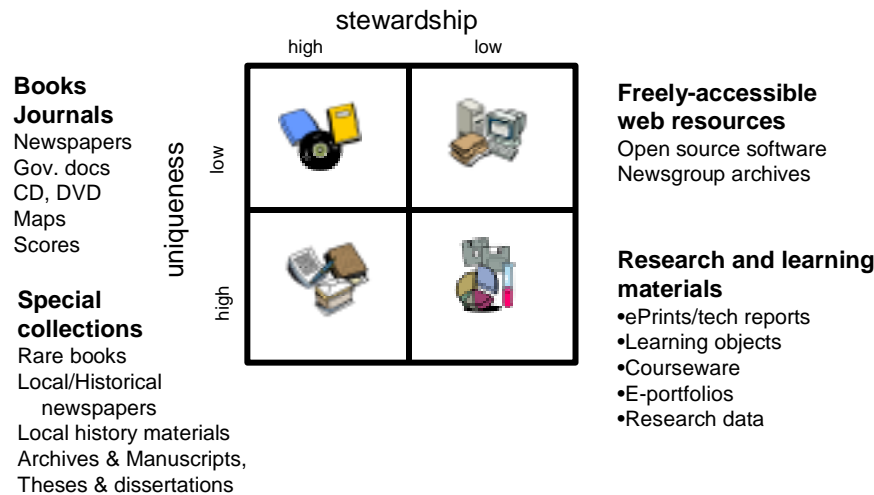 stewardship
high low
Books
Journals
Newspapers
Gov. docs
CD, DVD
Maps
Scores
uniqueness
low
high
Freely-accessible
web resources
Open source software
Newsgroup archives
Special
collections
Rare books
Local/Historical
newspapers
Local history materials
Archives & Manuscripts,
Theses & dissertations
Research and learning
materials
•ePrints/tech reports
•Learning objects
•Courseware
•E-portfolios
•Research data